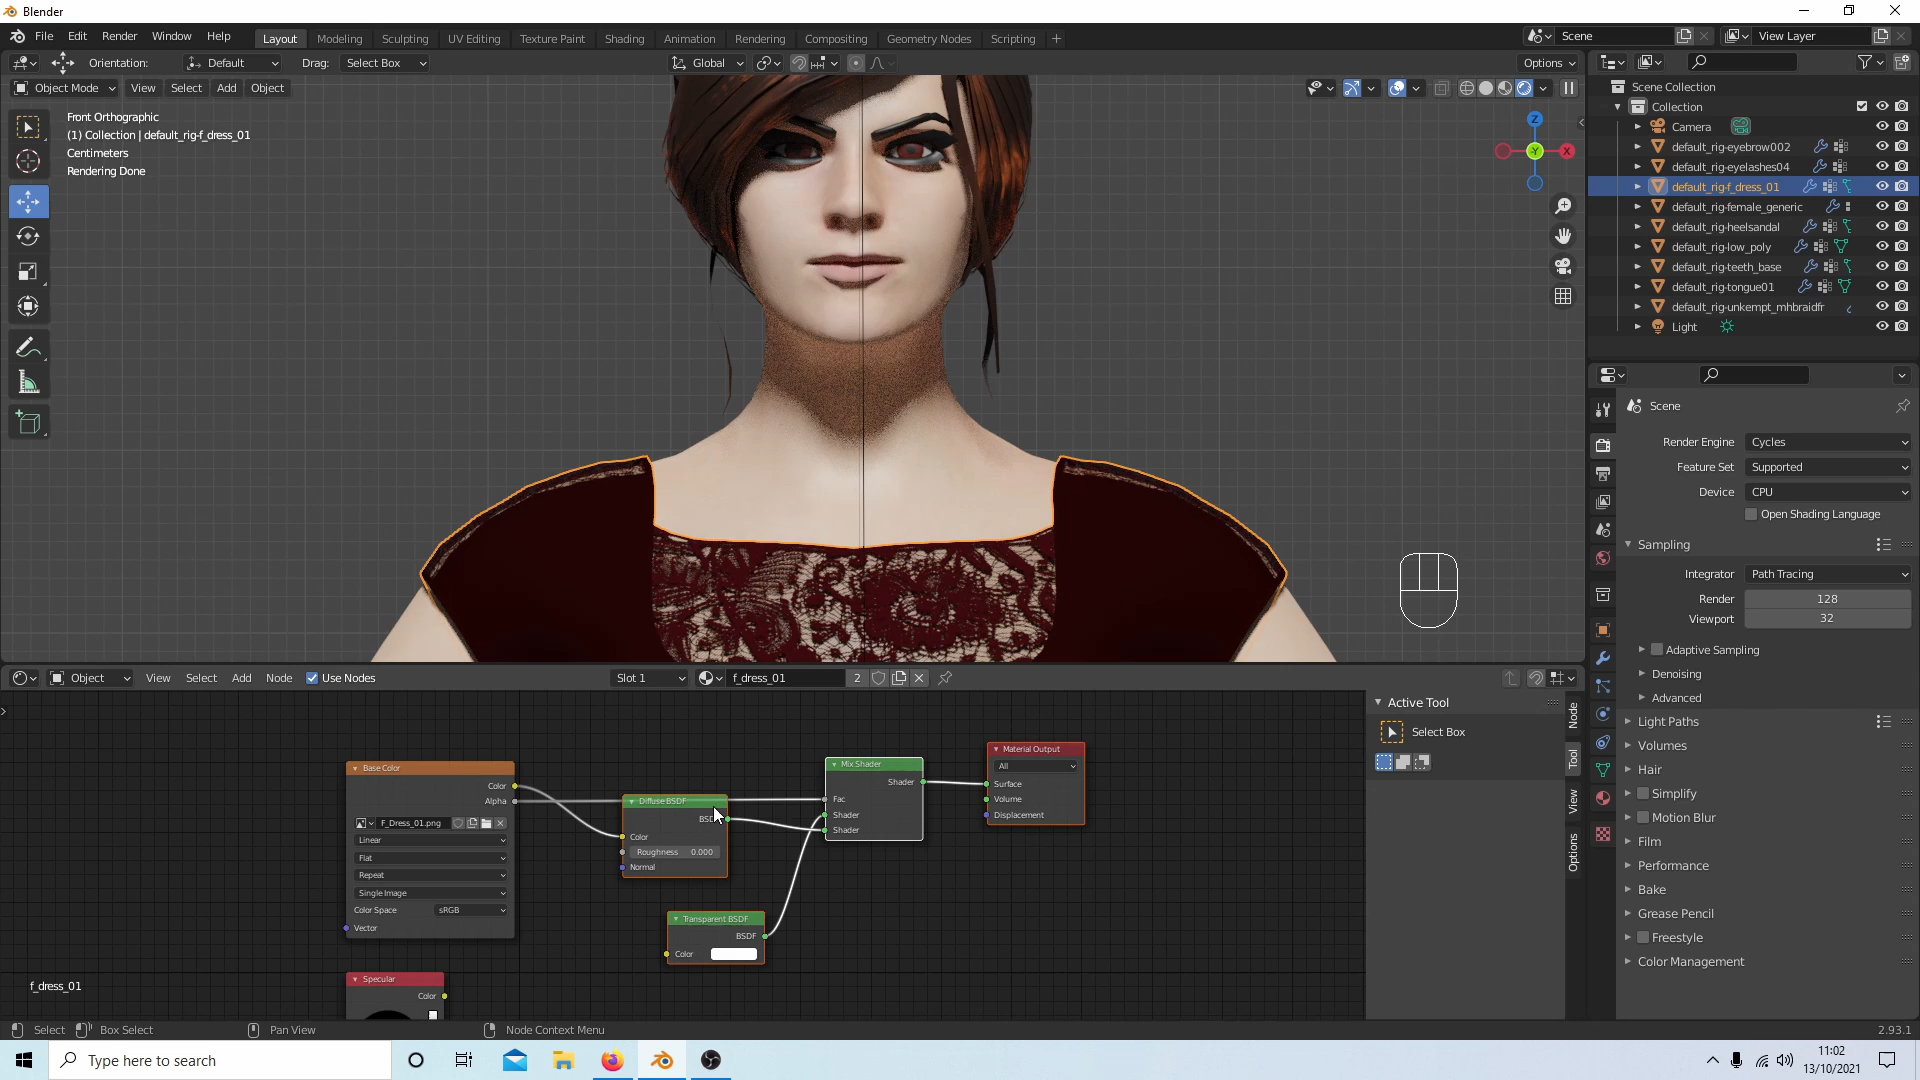 Blender
File Edit Render Window Help
Layout Modeling Sculpting UV Editing Texture Paint Shading Animation Rendering Compositing Geometry Nodes Scripting
Scene
View Layer
Orientation: Default Drag: Select Box
Global
Options
Object Mode View Select Add Object
Front Orthographic
(1) Collection | default_rig-f_dress_01
Centimeters
Rendering Done
Z
-Y
X
Scene Collection
Collection
Camera
default_rig-eyebrow002
default_rig-eyelashes04
default_rig-f_dress_01
default_rig-female_generic
default_rig-heelsandal
default_rig-low_poly
default_rig-teeth_base
default_rig-tongue01
default_rig-unkempt_mhbraidfr
Light
Scene
Render Engine Cycles
Feature Set Supported
Device CPU
Open Shading Language
Sampling
Integrator Path Tracing
Render 128
Viewport 32
Adaptive Sampling
Denoising
Advanced
Light Paths
Volumes
Hair
Simplify
Motion Blur
Film
Performance
Bake
Grease Pencil
Freestyle
Color Management
Object View Select Add Node Use Nodes
Slot 1
f_dress_01 2
Active Tool
Select Box
Node
Tool
View
Options
Base Color
Color
Alpha
F_Dress_01.png
Linear
Flat
Repeat
Single Image
Color Space sRGB
Vector
Specular
Color
Diffuse BSDF
BSD
Color
Roughness 0.000
Normal
Transparent BSDF
BSDF
Color
Mix Shader
Shader
Fac
Shader
Shader
Material Output
All
Surface
Volume
Displacement
f_dress_01
Select Box Select Pan View Node Context Menu
2.93.1
Type here to search
11:02
13/10/2021